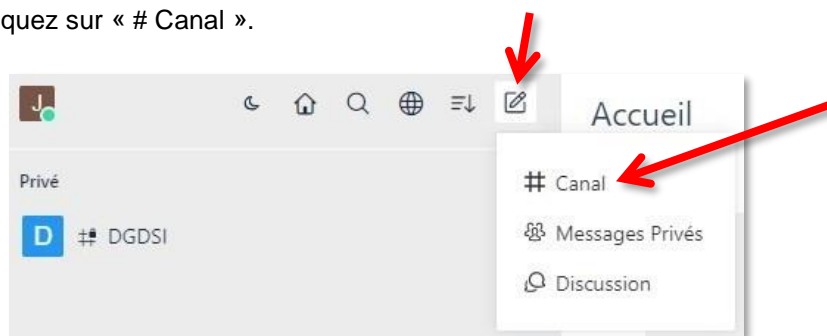 quez sur « # Canal ».
J
Accueil
Privé
# Canal
D # DGDSI
Messages Privés
Discussion